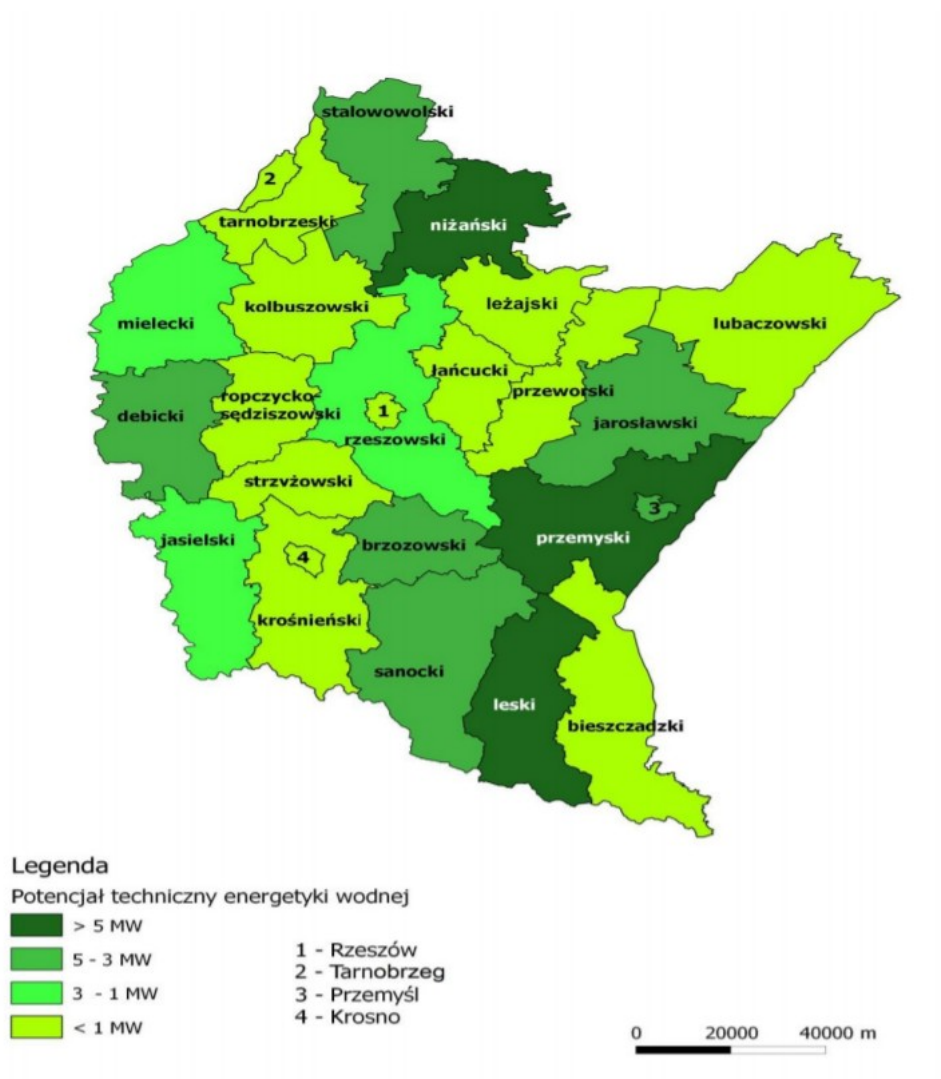 stalowowolski
2
tarnobrzeski
niżański
kolbuszowski
leżajski
mielecki
lubaczowski
łańcucki
przeworski
ropczycko-
sędziszowski
debicki
1
jarosławski
rzeszowski
strzyżowski
3
jasielski
brzozowski
przemyski
4
krośnieński
sanocki
leski
bieszczadzki
Legenda
Potencjał techniczny energetyki wodnej
> 5 MW
5 - 3 MW
3 - 1 MW
< 1 MW
1 - Rzeszów
2 - Tarnobrzeg
3 - Przemyśl
4 - Krosno
0 20000 40000 m